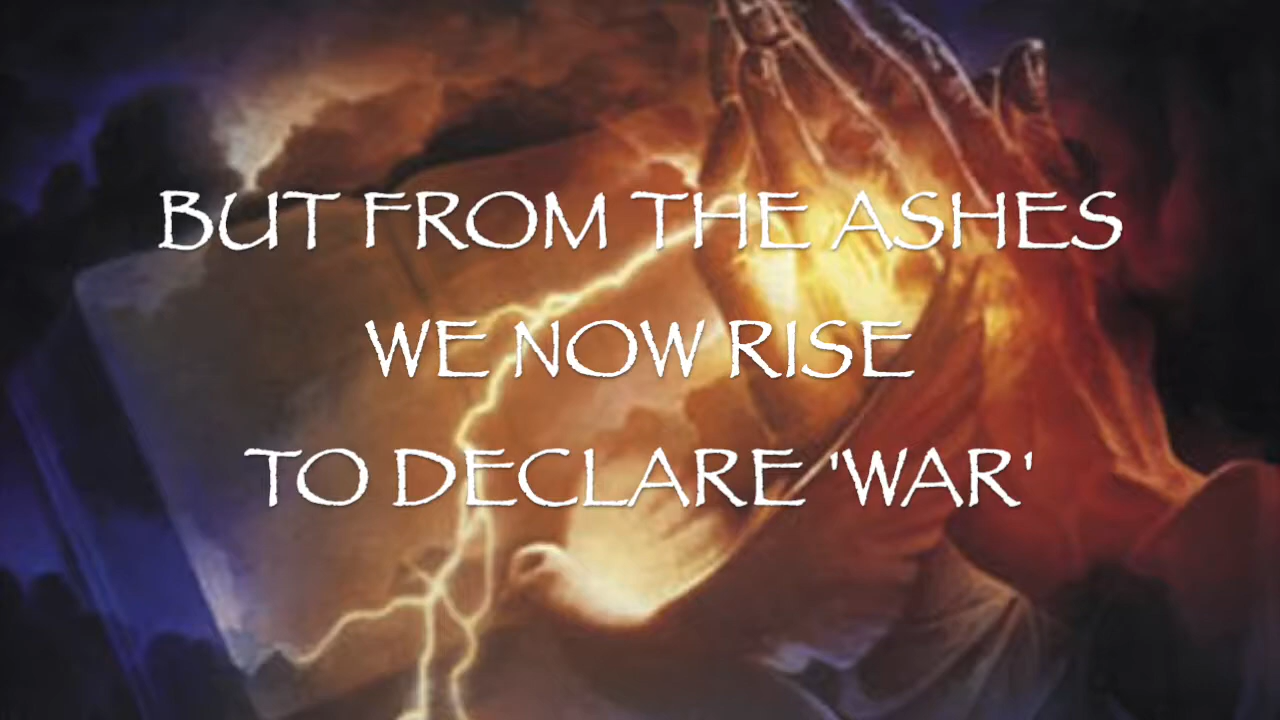 BUT FROM THE ASHES
WE NOW RISE
TO DECLARE 'WAR'